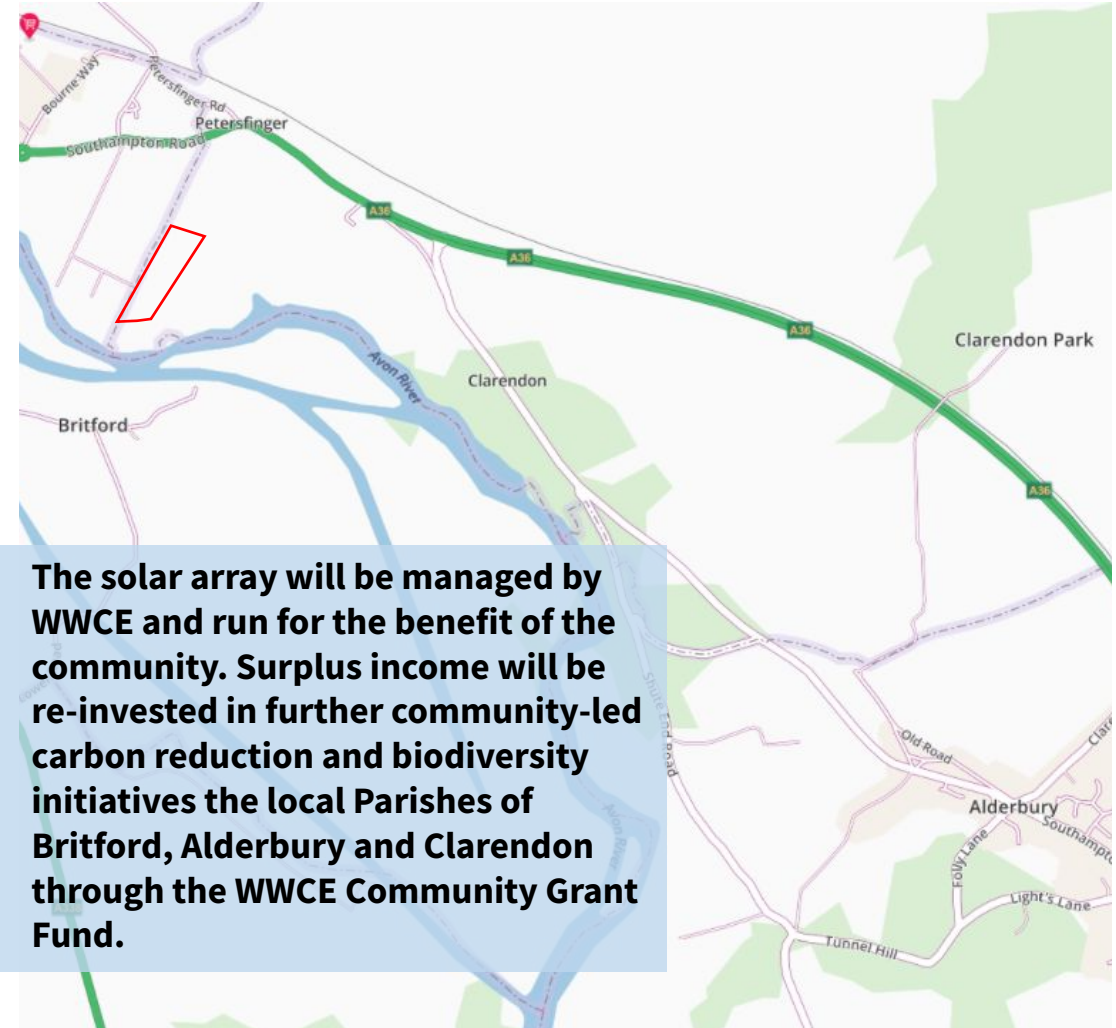 Bourne Way
Petersfinger Rd
Petersfinger
Southampton Road
A36
A36
A36
Clarendon Park
Avon River
Clarendon
Britford
A36
The solar array will be managed by
WWCE and run for the benefit of the
community. Surplus income will be
re-invested in further community-led
carbon reduction and biodiversity
initiatives the local Parishes of
Britford, Alderbury and Clarendon
through the WWCE Community Grant
Fund.
Shute End Road
Old Road
Alderbury
Folly Lane
Light's Lane
Tunnel Hill
Avon River